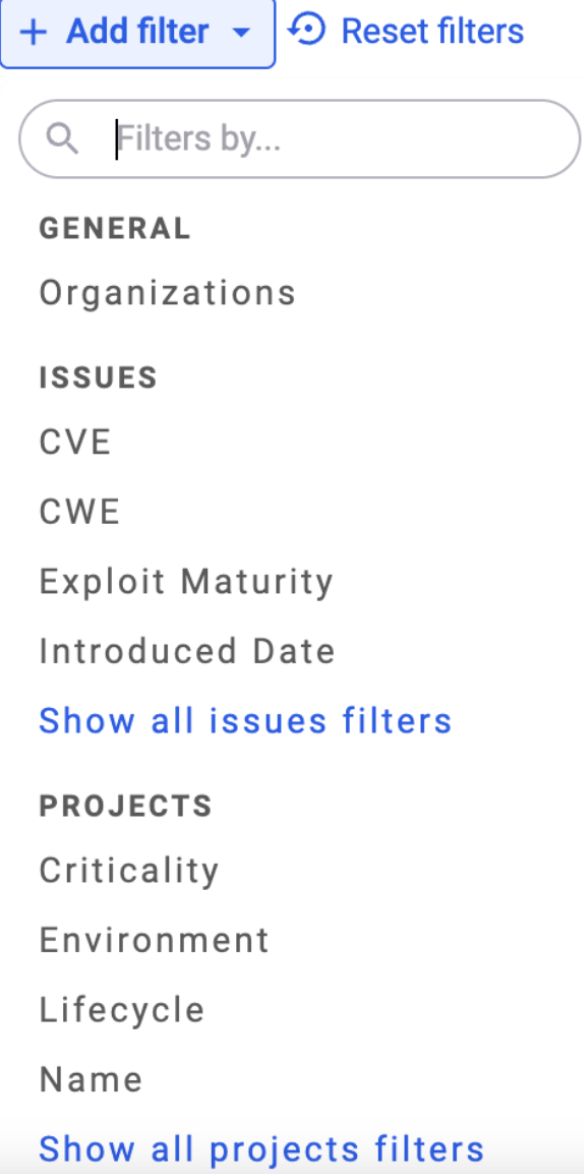 + Add filter Reset filters
Filters by...
GENERAL
Organizations
ISSUES
CVE
CWE
Exploit Maturity
Introduced Date
Show all issues filters
PROJECTS
Criticality
Environment
Lifecycle
Name
Show all projects filters